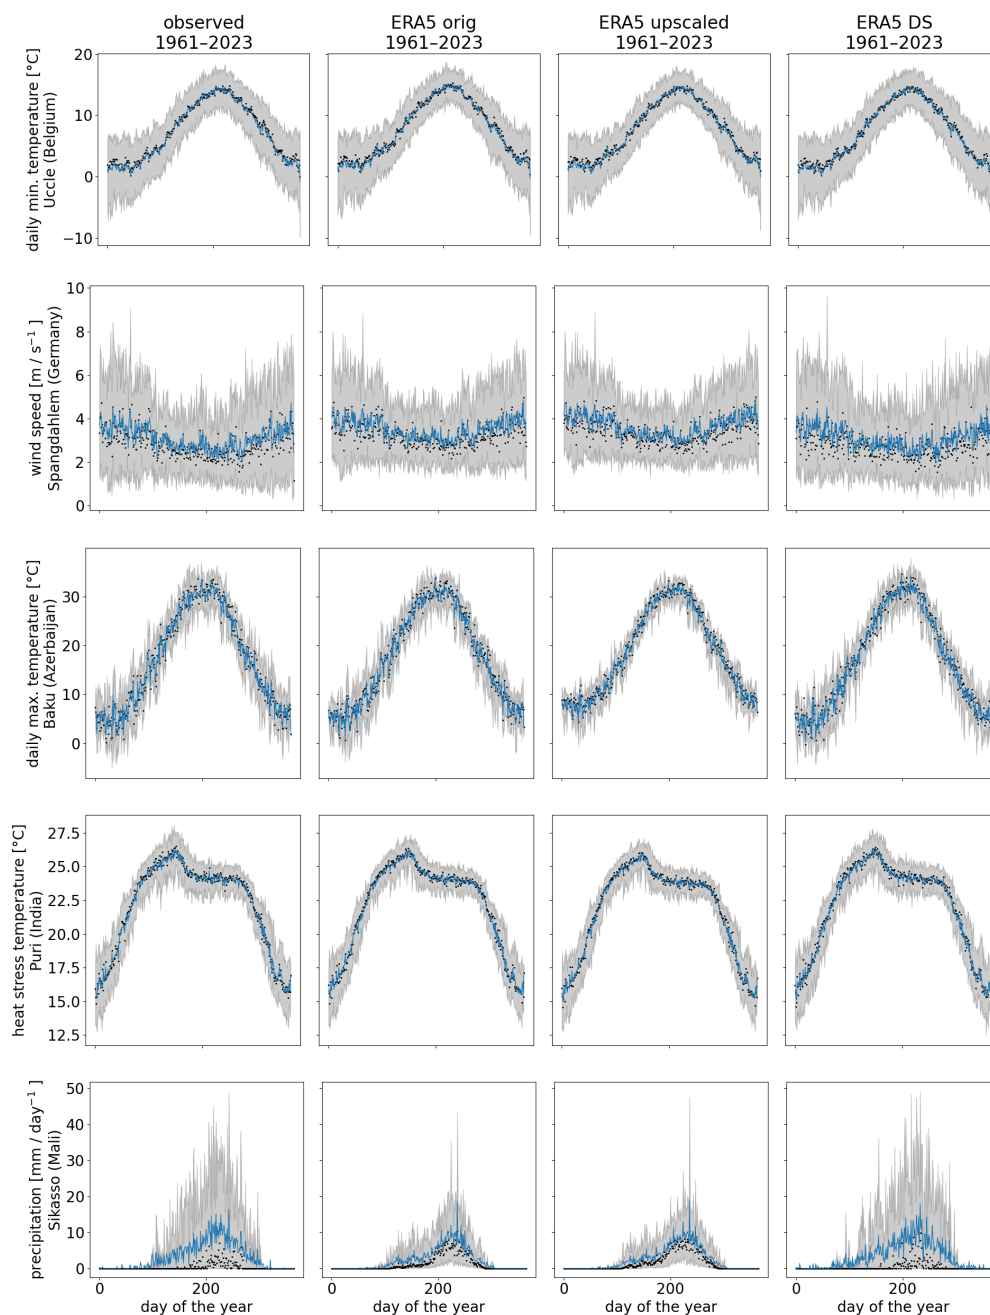 observed
1961–2023
ERA5 orig
1961–2023
ERA5 upscaled
1961–2023
ERA5 DS
1961–2023
daily min. temperature [°C]
Uccle (Belgium)
20
10
0
−10
wind speed [m / s⁻¹ ]
Spangdahlem (Germany)
10
8
6
4
2
0
daily max. temperature [°C]
Baku (Azerbaijan)
30
20
10
0
heat stress temperature [°C]
Puri (India)
27.5
25.0
22.5
20.0
17.5
15.0
12.5
precipitation [mm / day⁻¹ ]
Sikasso (Mali)
50
40
30
20
10
0
0 200
0 200
0 200
0 200
day of the year
day of the year
day of the year
day of the year